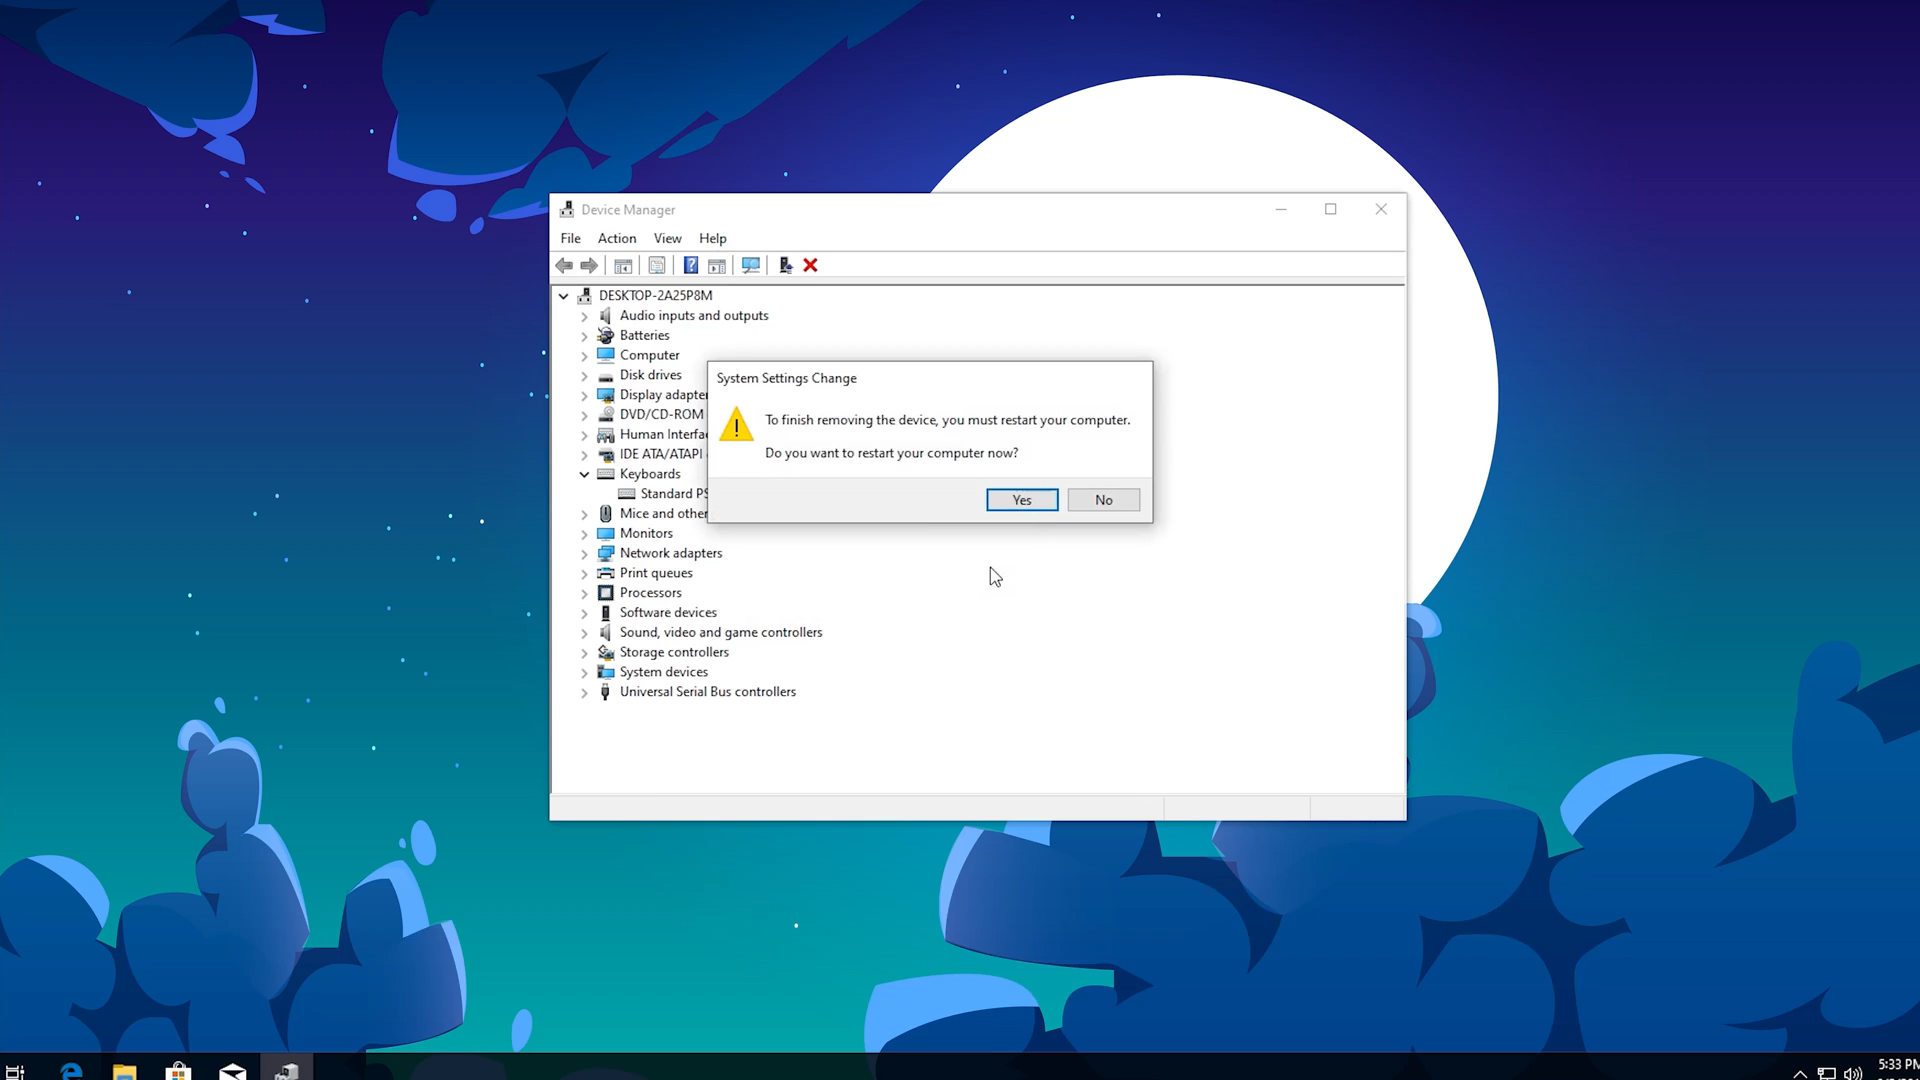 Device Manager
File Action View Help
DESKTOP-2A25P8M
Audio inputs and outputs
Batteries
Computer
Disk drives
Display
DVD/CD-ROM
Human
IDE ATA/ATAPI
Keyboards
Standard
Mice and other
Monitors
Network adapters
Print queues
Processors
Software devices
Sound, video and game controllers
Storage controllers
System devices
Universal Serial Bus controllers
System Settings Change
To finish removing the device, you must restart your computer.
Do you want to restart your computer now?
Yes No
5:33 PM